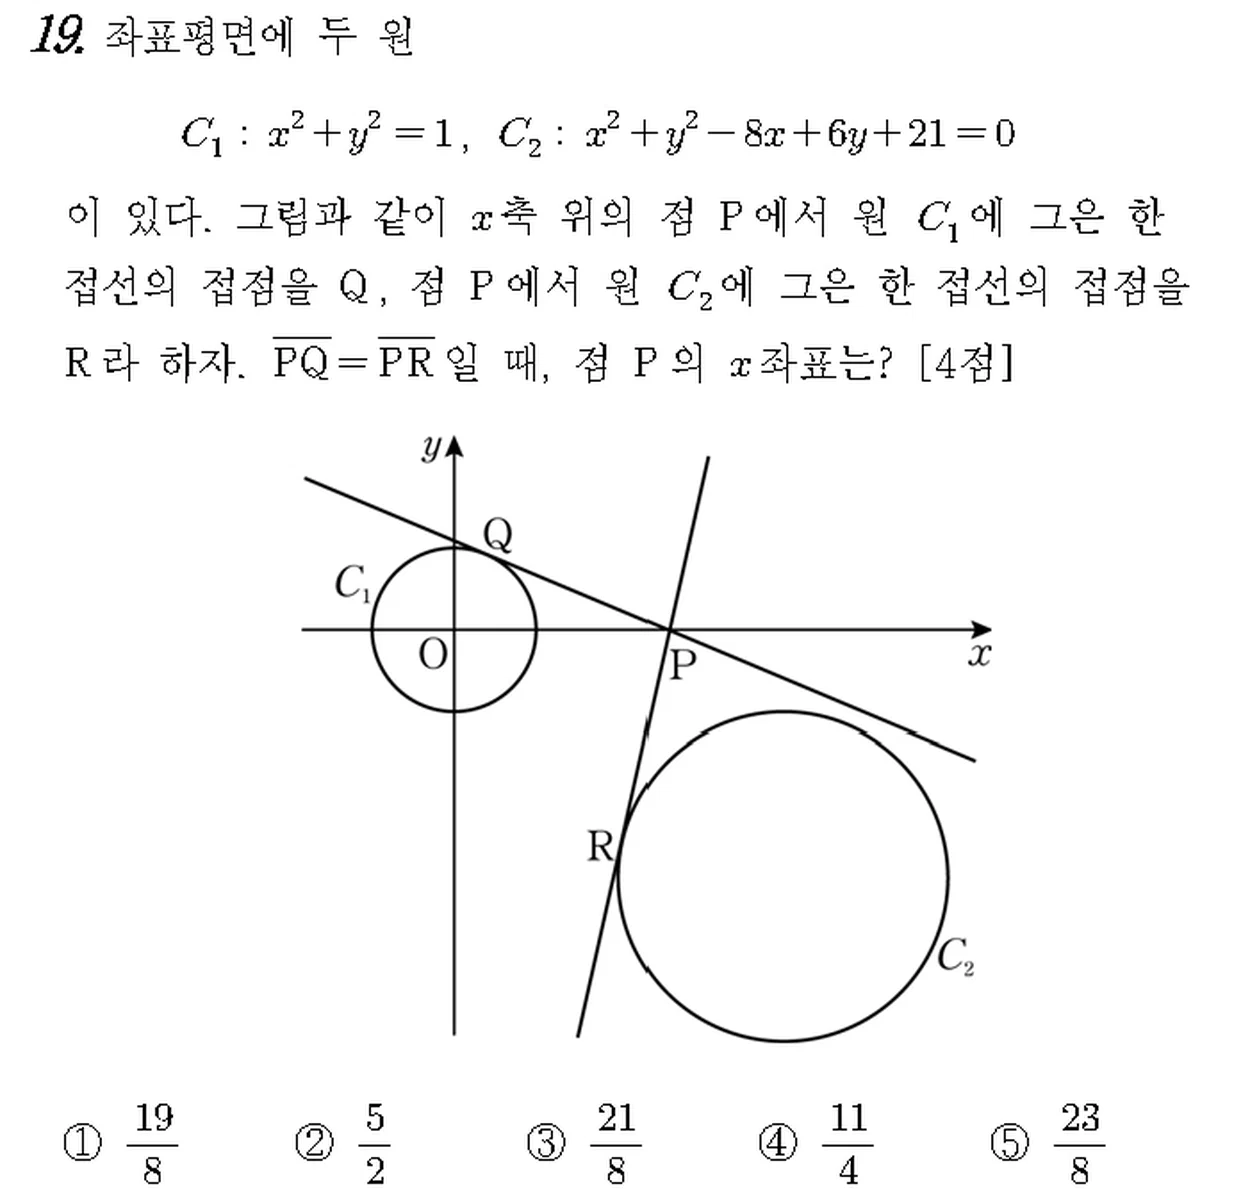 19. 좌표평면에 두 원
C₁ : x²+y²=1, C₂ : x²+y²-8x+6y+21=0
이 있다. 그림과 같이 x축 위의 점 P에서 원 C₁에 그은 한
접선의 접점을 Q, 점 P에서 원 C₂에 그은 한 접선의 접점을
R라 하자. P̅Q̅=P̅R̅일 때, 점 P의 x좌표는? [4점]
y
Q
C₁
O
P
x
R
C₂
① 19/8 ② 5/2 ③ 21/8 ④ 11/4 ⑤ 23/8